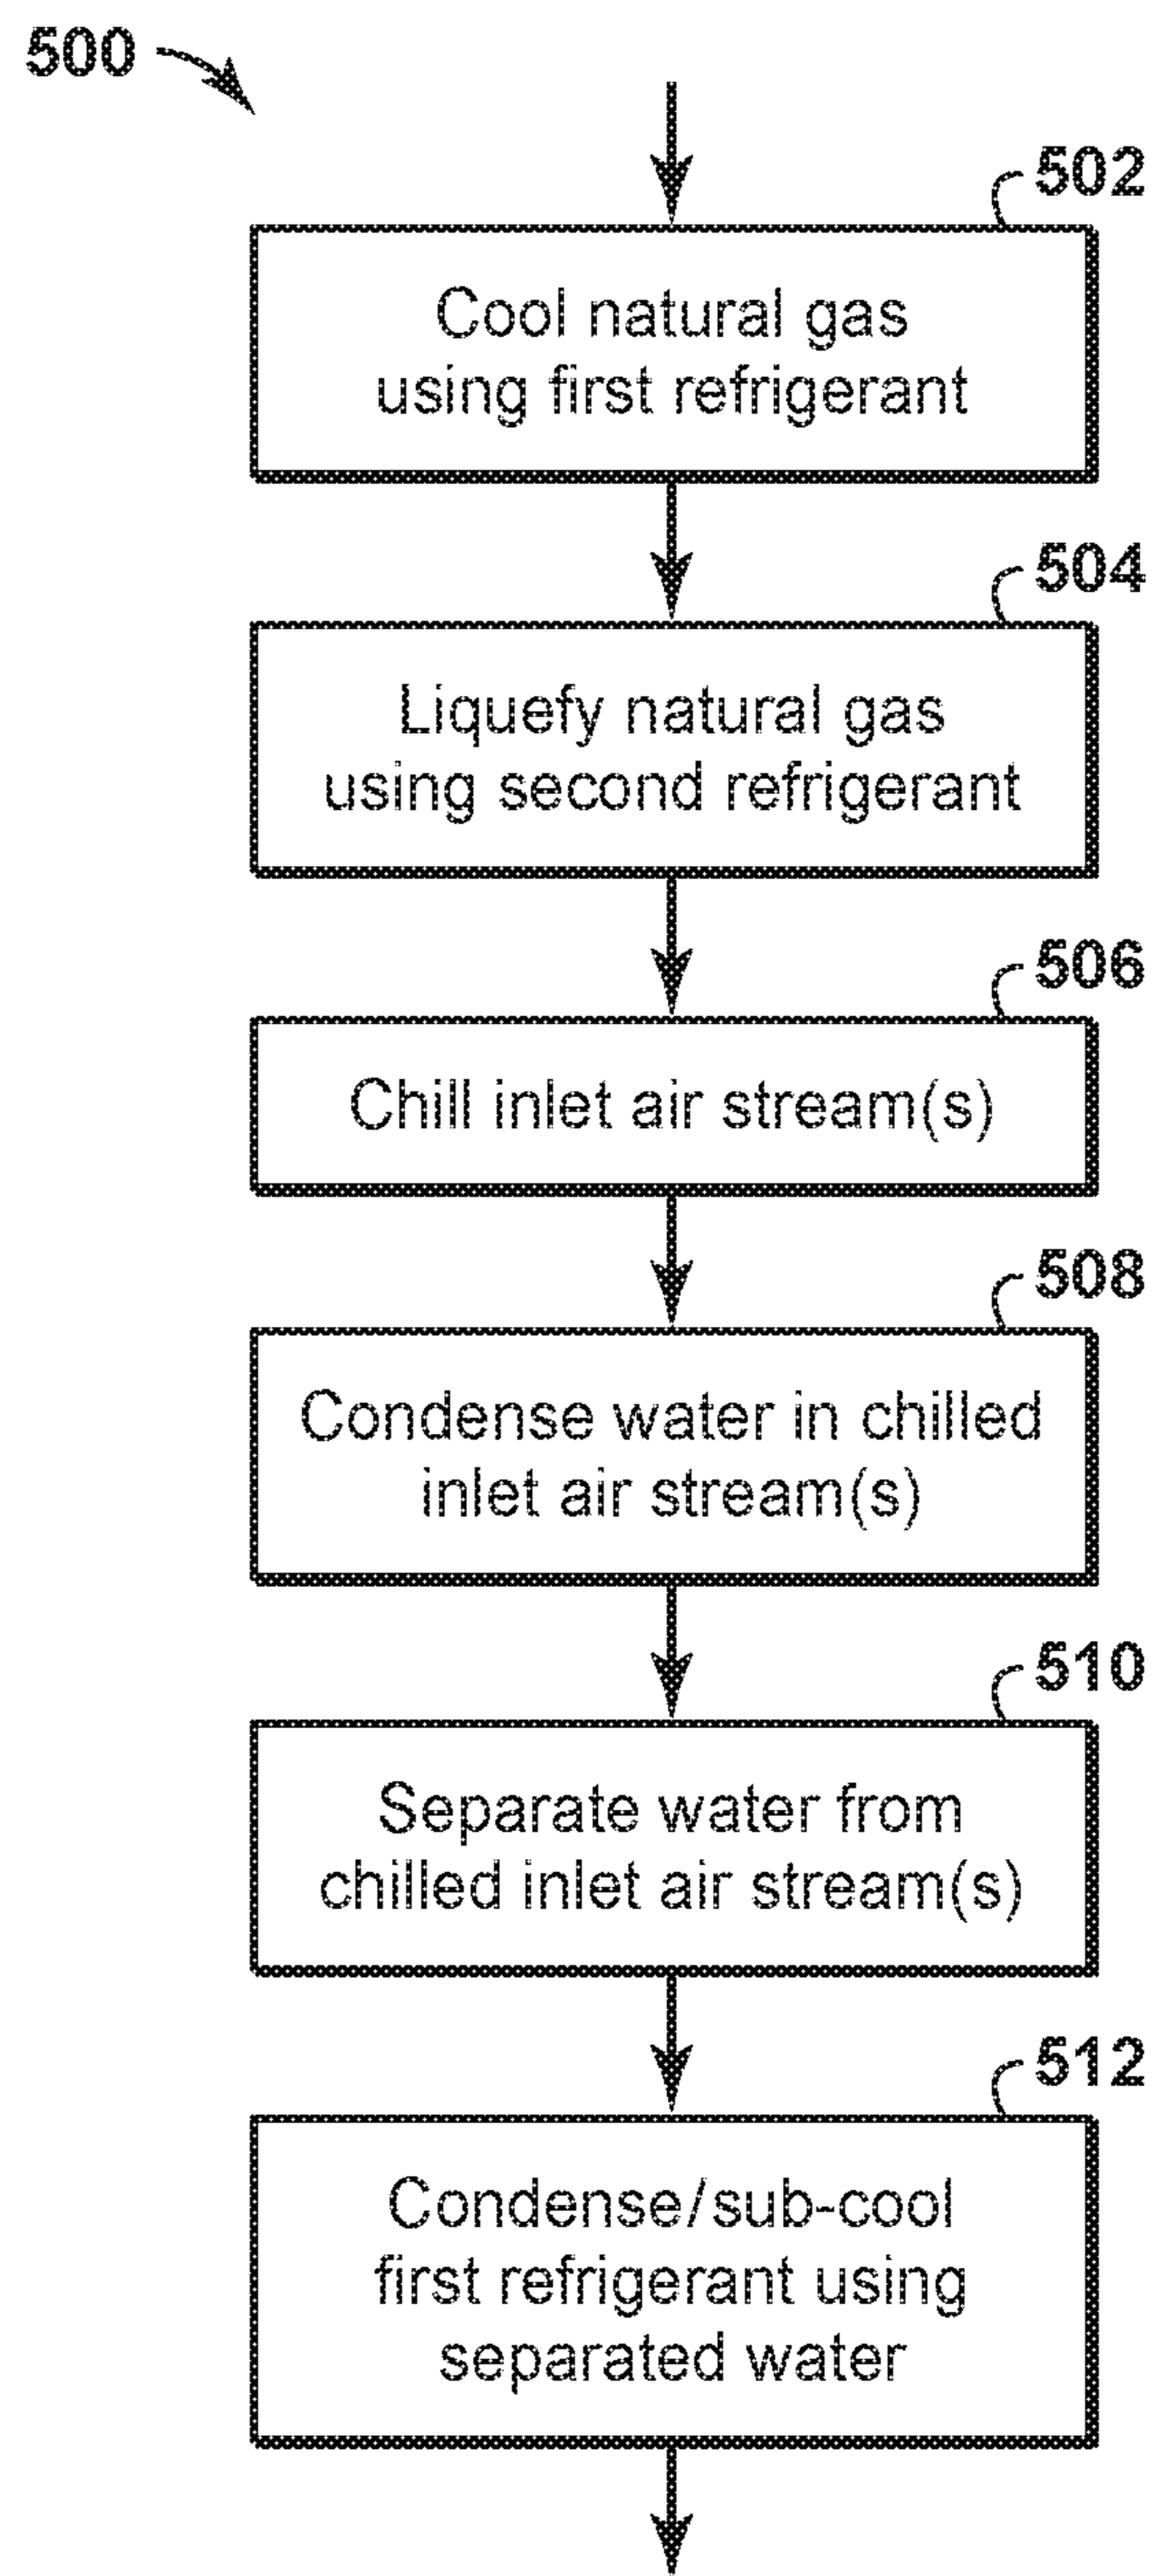 500
502
Cool natural gas
using first refrigerant
504
Liquefy natural gas
using second refrigerant
506
Chill inlet air stream(s)
508
Condense water in chilled
inlet air stream(s)
510
Separate water from
chilled inlet air stream(s)
512
Condense/sub-cool
first refrigerant using
separated water